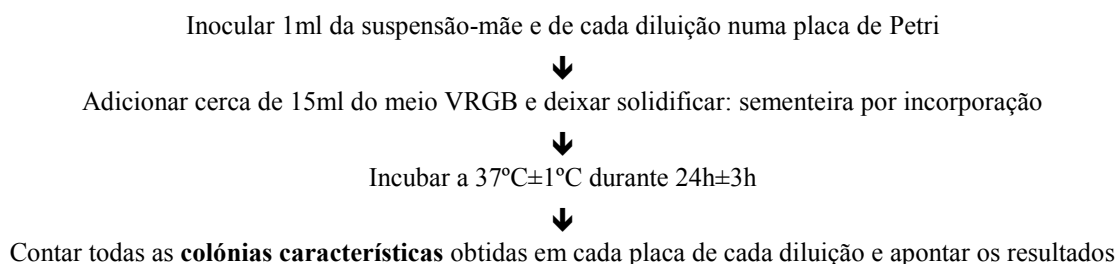 Inocular 1ml da suspensão-mãe e de cada diluição numa placa de Petri
Adicionar cerca de 15ml do meio VRGB e deixar solidificar: sementeira por incorporação
Incubar a 37ºC±1ºC durante 24h±3h
Contar todas as colónias características obtidas em cada placa de cada diluição e apontar os resultados